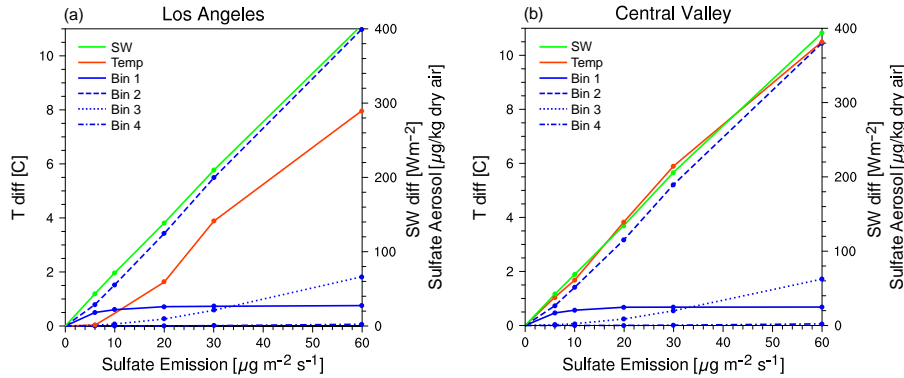 (a) Los Angeles
SW
Temp
Bin 1
Bin 2
Bin 3
Bin 4
T diff [C]
0
2
4
6
8
10
0
100
200
300
400
SW diff [Wm-2]
Sulfate Aerosol [µg/kg dry air]
0 10 20 30 40 50 60
Sulfate Emission [µg m-2 s-1]
(b) Central Valley
SW
Temp
Bin 1
Bin 2
Bin 3
Bin 4
T diff [C]
0
2
4
6
8
10
0
100
200
300
400
SW diff [Wm-2]
Sulfate Aerosol [µg/kg dry air]
0 10 20 30 40 50 60
Sulfate Emission [µg m-2 s-1]